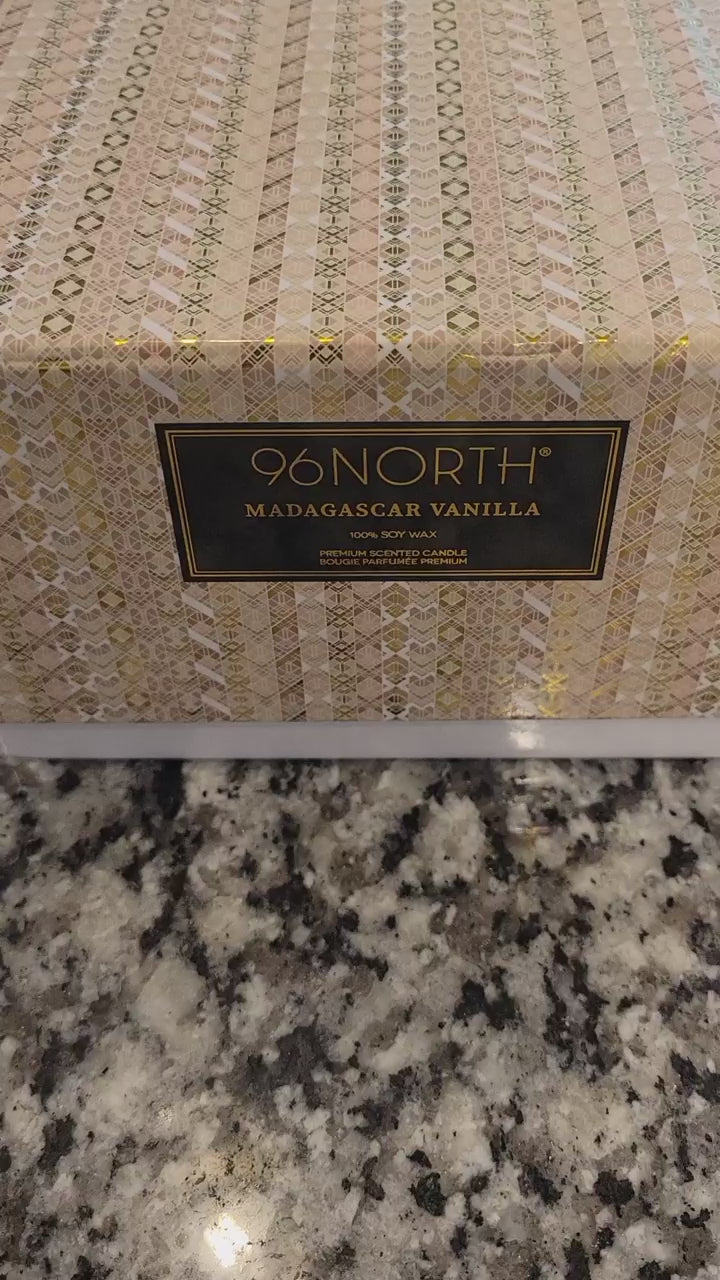 96NORTH®
MADAGASCAR VANILLA
100% SOY WAX
PREMIUM SCENTED CANDLE
BOUGIE PARFUMÉE PREMIUM